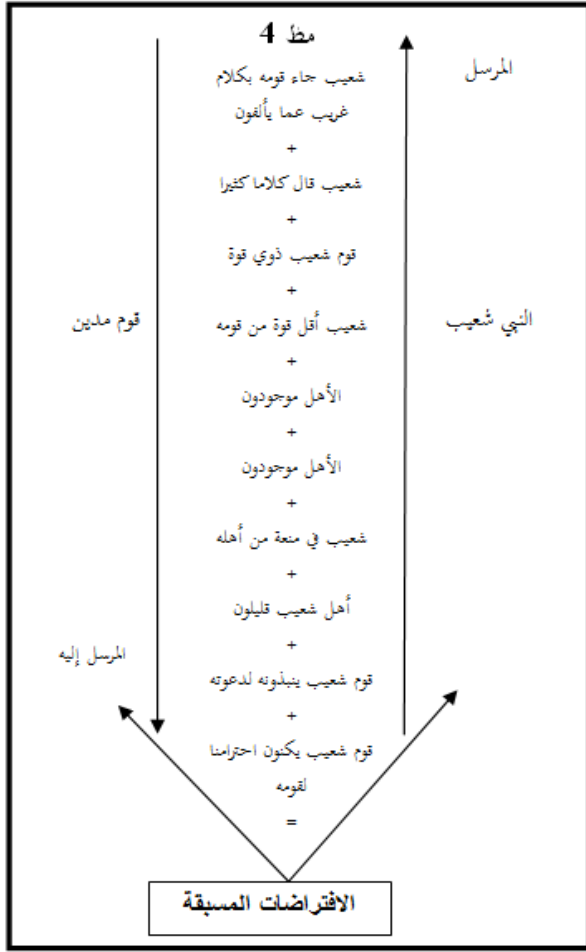 مظ 4
المرسل
شعيب جاء قومه بكلام
غريب عما يألفون
+
شعيب قال كلاما كثيرا
+
قوم شعيب ذوي قوة
+
قوم مدين
شعيب أقل قوة من قومه
النبي شعيب
+
الأهل موجودون
+
الأهل موجودون
+
شعيب في منعة من أهله
+
أهل شعيب قليلون
+
المرسل إليه
قوم شعيب ينبذونه لدعوته
+
قوم شعيب يكنون احترامنا
لقومه
=
الافتراضات المسبقة